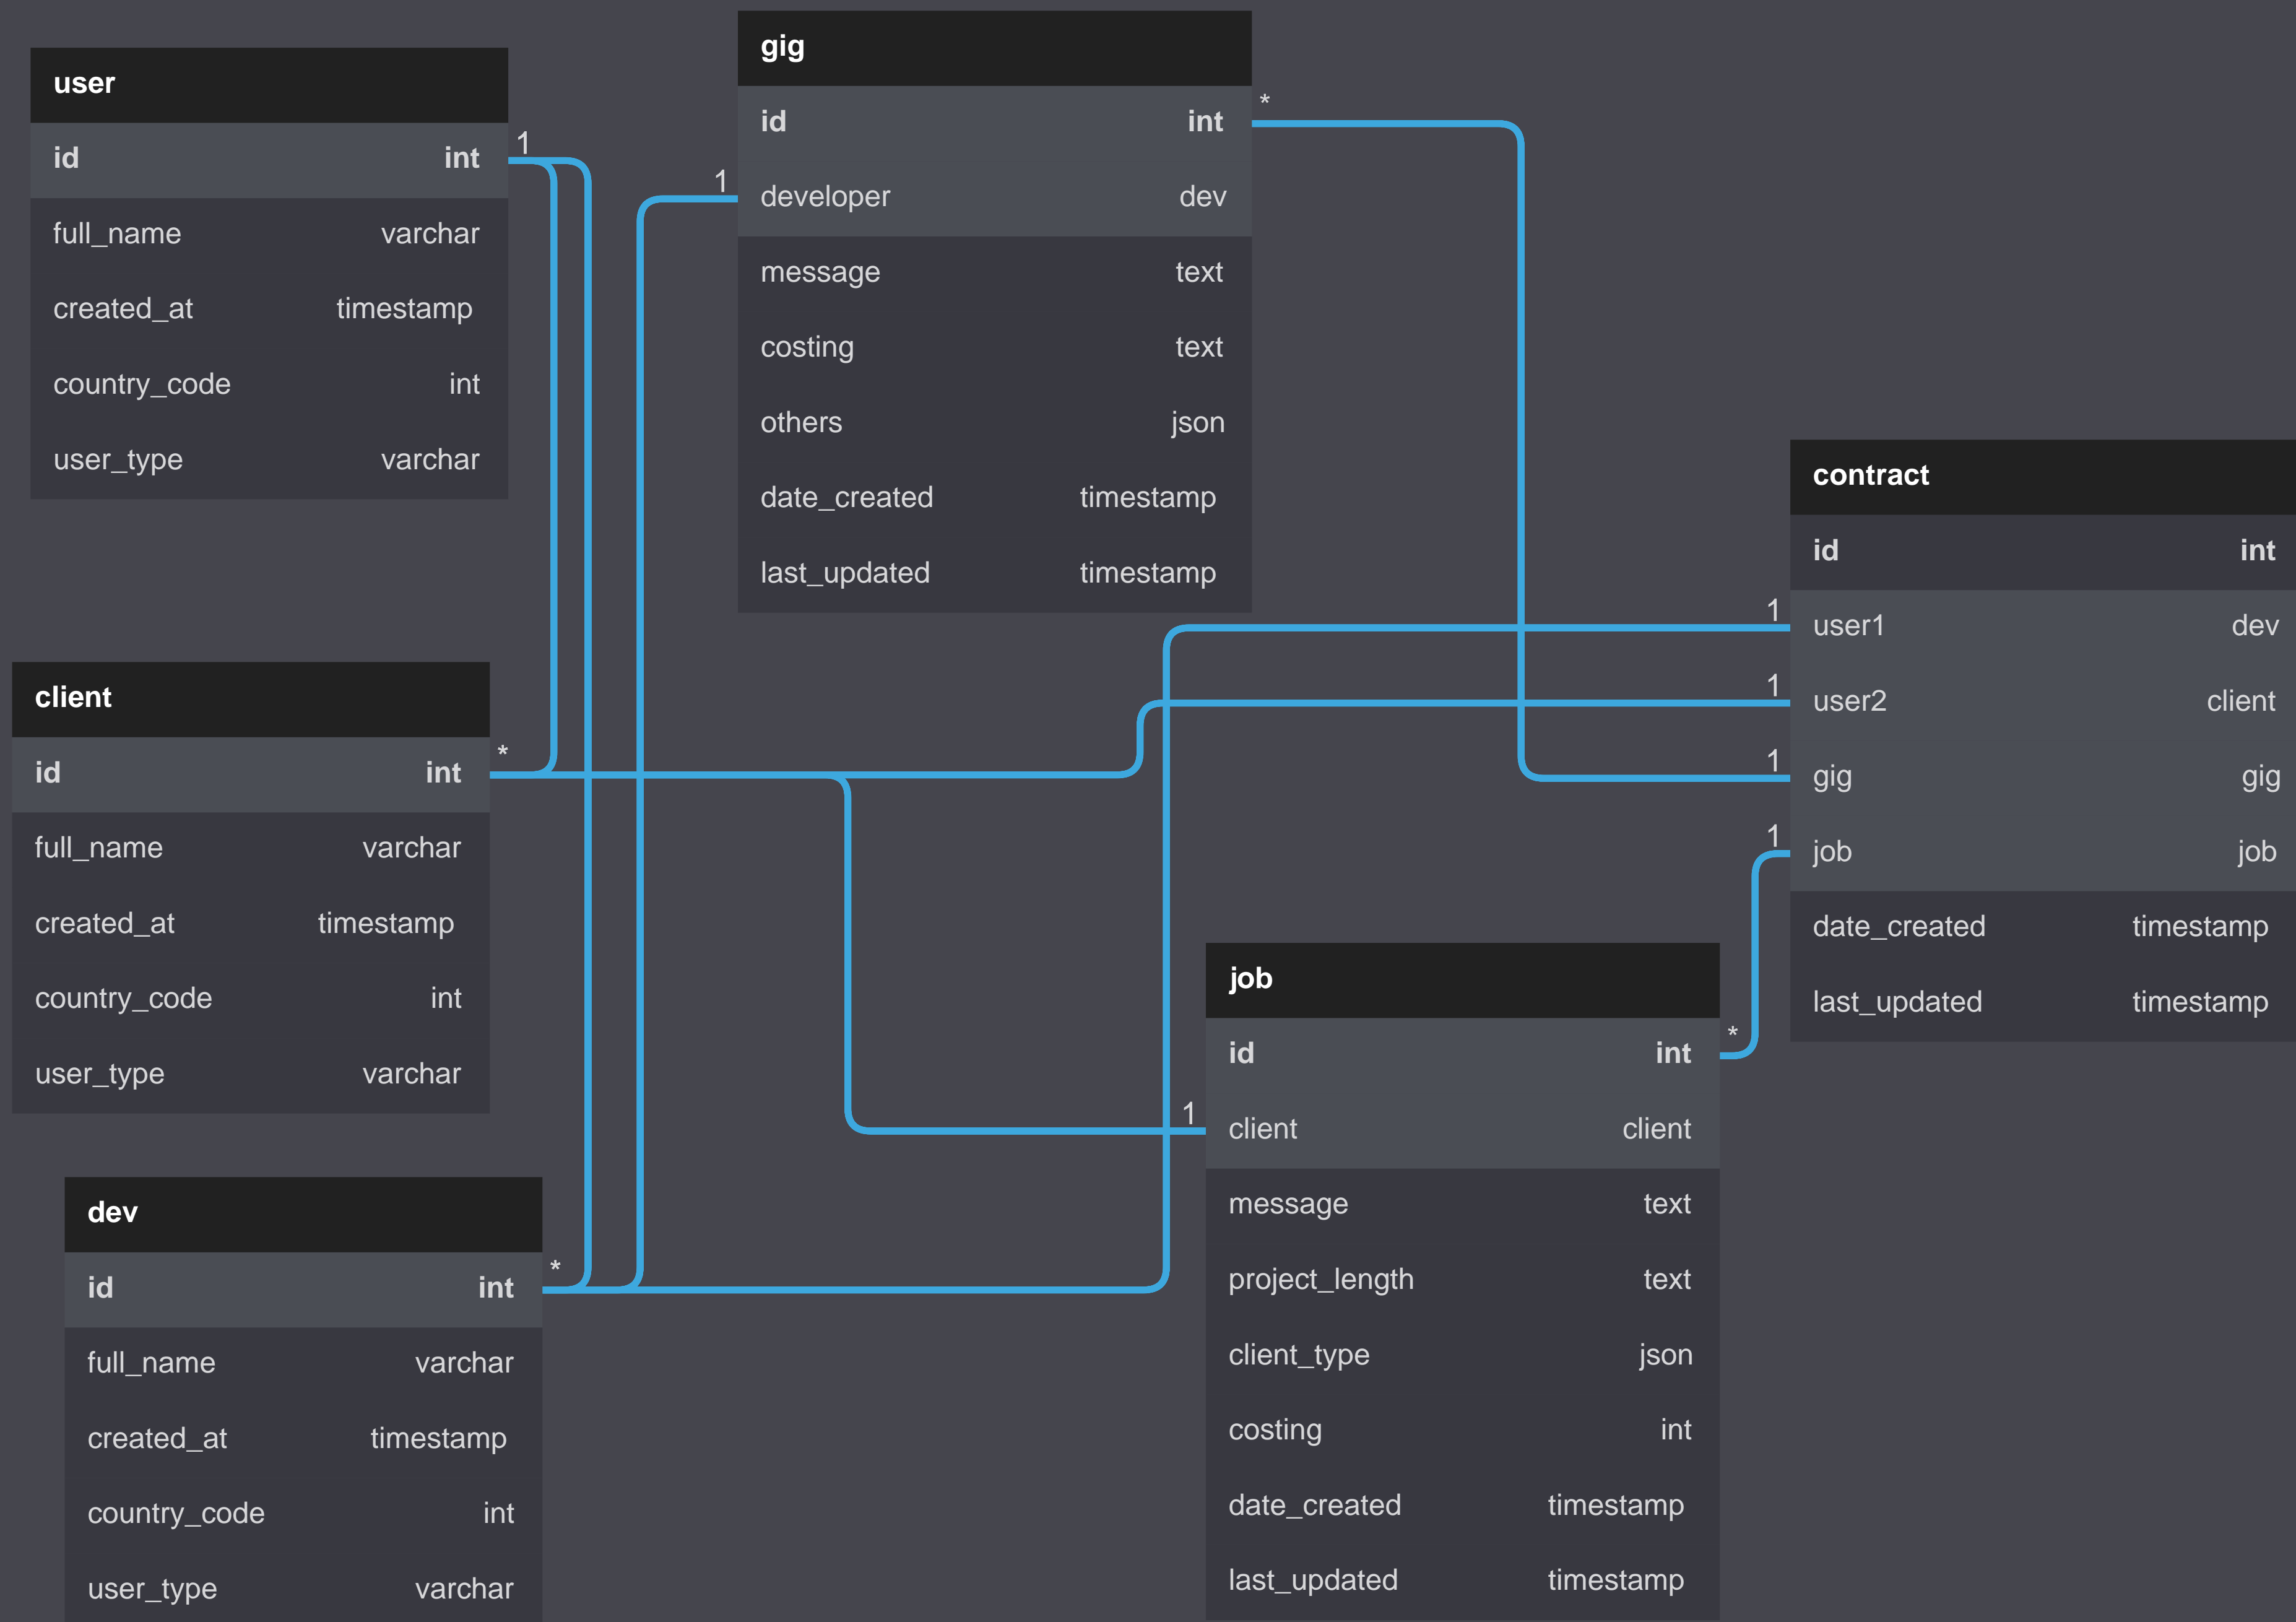 user
id int
full_name varchar
created_at timestamp
country_code int
user_type varchar
1
gig
id int
developer dev
message text
costing text
others json
date_created timestamp
last_updated timestamp
*
1
client
id int
full_name varchar
created_at timestamp
country_code int
user_type varchar
*
dev
id int
full_name varchar
created_at timestamp
country_code int
user_type varchar
*
job
id int
client client
message text
project_length text
client_type json
costing int
date_created timestamp
last_updated timestamp
*
1
contract
id int
user1 dev
user2 client
gig gig
job job
date_created timestamp
last_updated timestamp
1
1
1
1